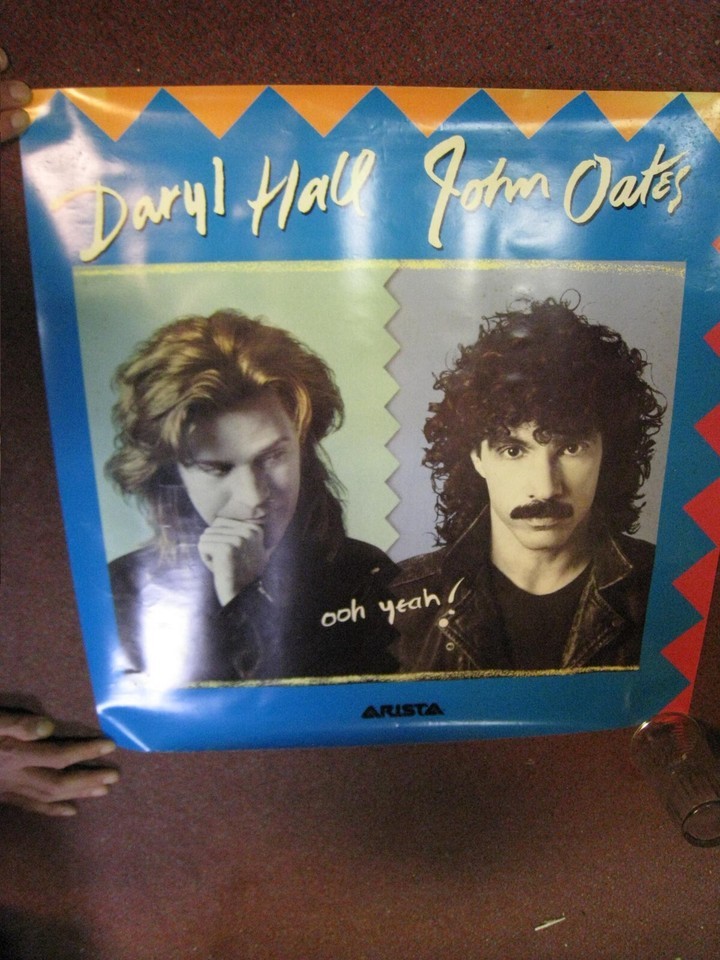 Daryl Hall John Oates
ooh yeah!
ARISTA